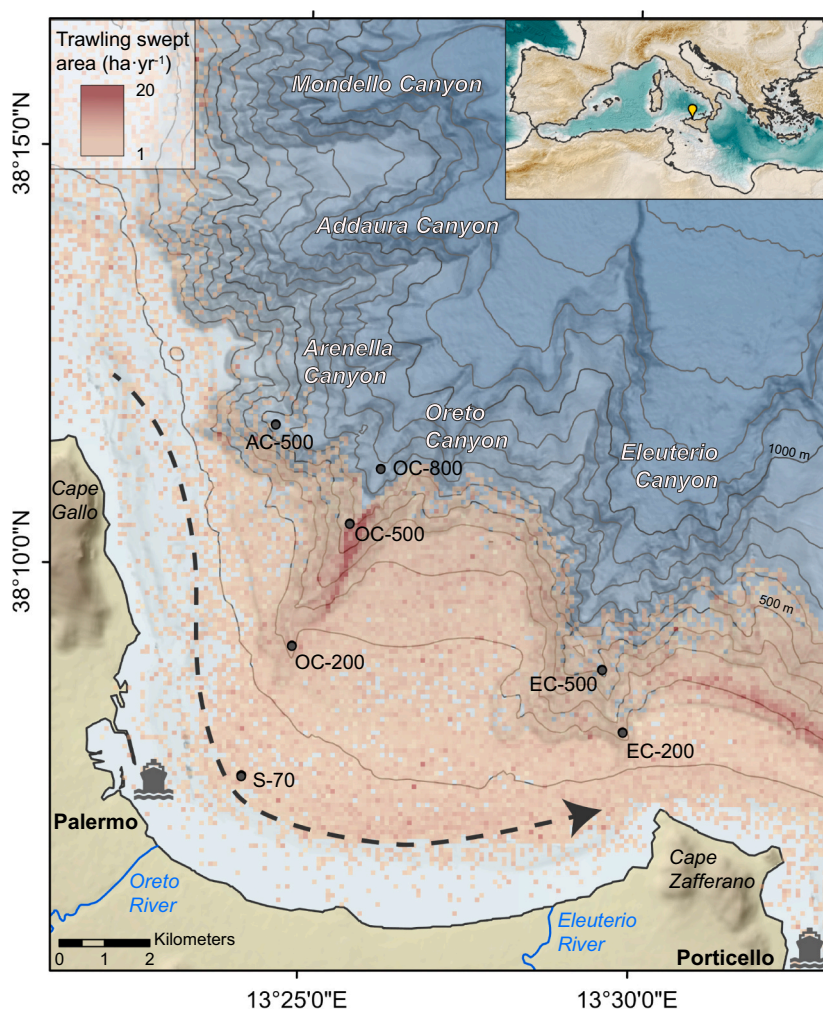 Trawling swept
area (ha·yr⁻¹)
20
1
Mondello Canyon
38°15'0"N
Addaura Canyon
Arenella
Canyon
Oreto
Canyon
AC-500
OC-800
Eleuterio
Canyon
1000 m
Cape
Gallo
OC-500
38°10'0"N
500 m
OC-200
EC-500
EC-200
S-70
Palermo
Cape
Zafferano
Oreto
River
Eleuterio
River
Kilometers
0 1 2
Porticello
13°25'0"E
13°30'0"E